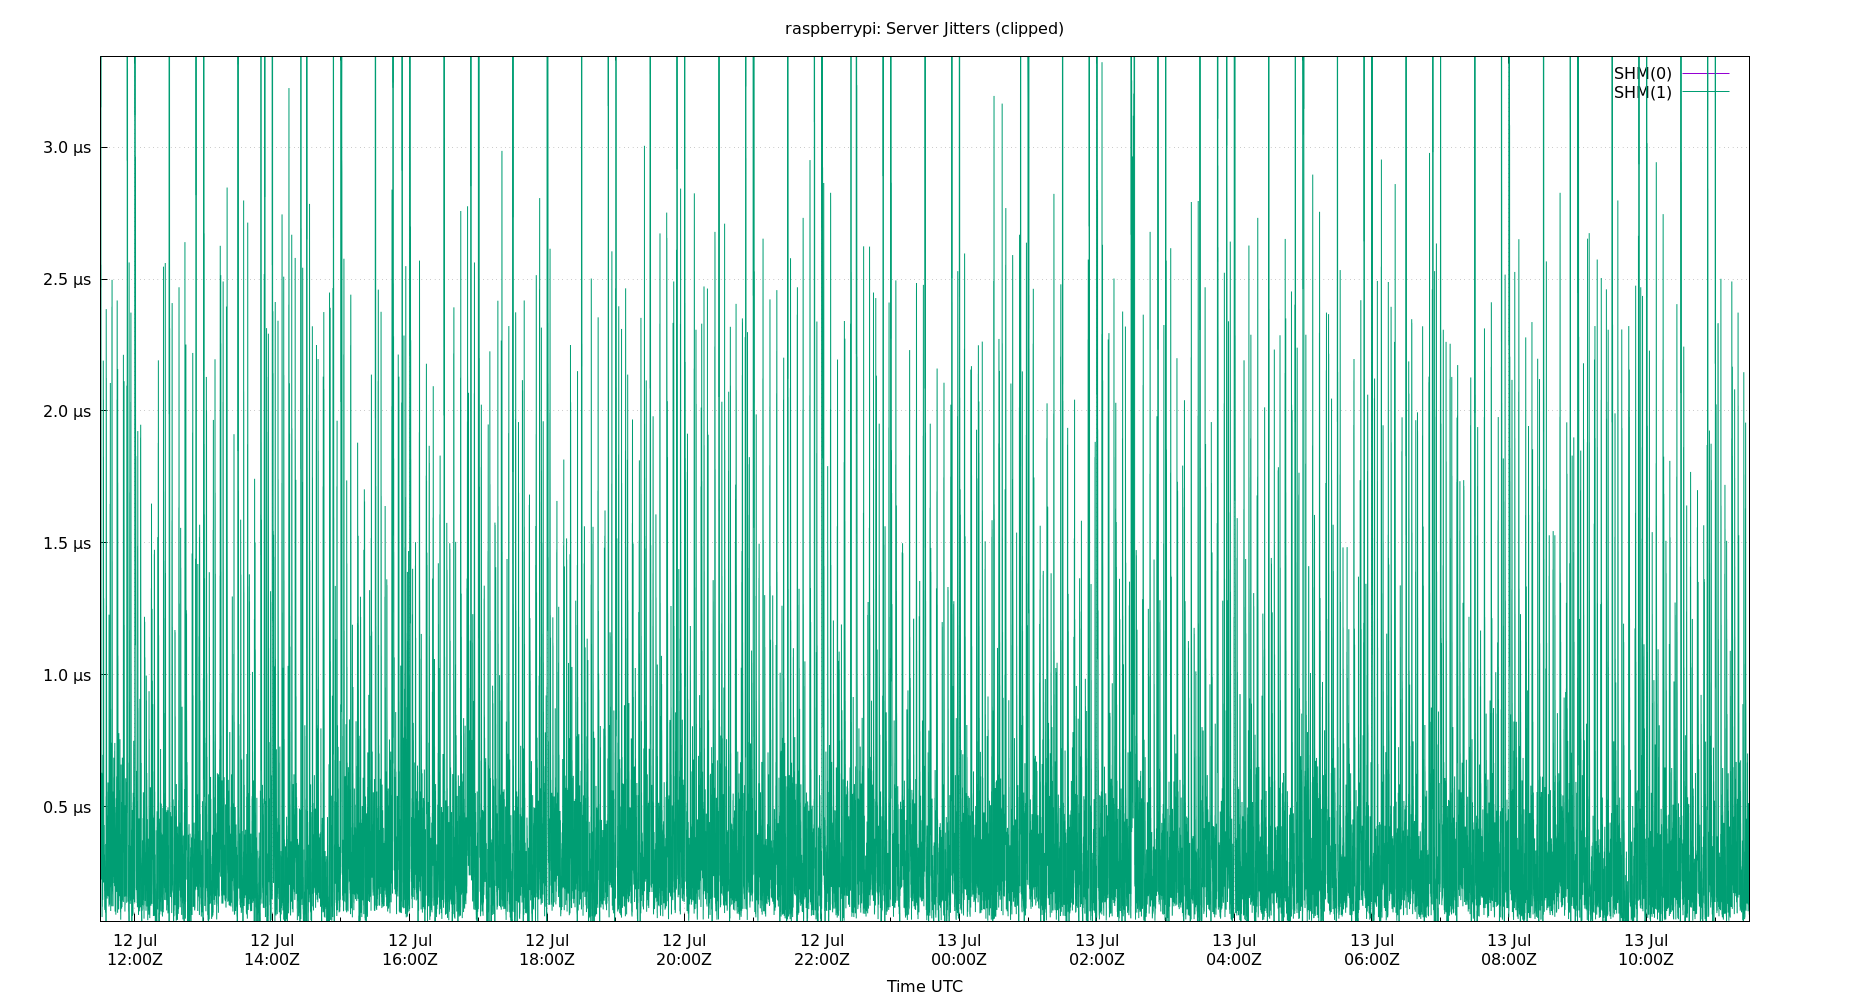 raspberrypi: Server Jitters (clipped)
SHM(0)
SHM(1)
3.0 µs
2.5 µs
2.0 µs
1.5 µs
1.0 µs
0.5 µs
12 Jul 12 Jul 12 Jul 12 Jul 12 Jul 12 Jul 13 Jul 13 Jul 13 Jul 13 Jul 13 Jul 13 Jul
12:00Z 14:00Z 16:00Z 18:00Z 20:00Z 22:00Z 00:00Z 02:00Z 04:00Z 06:00Z 08:00Z 10:00Z
Time UTC